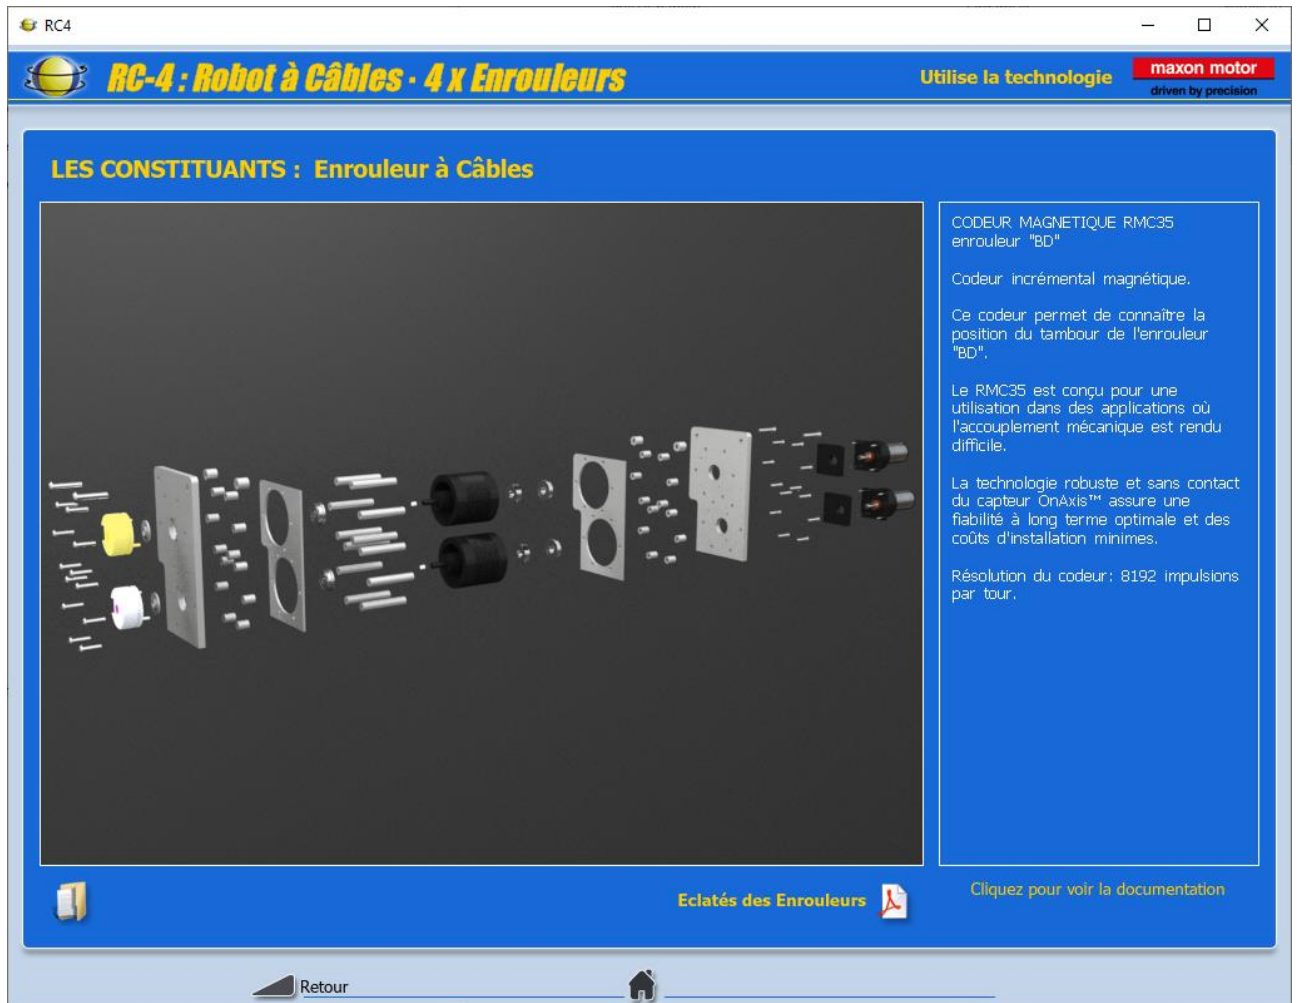 RC4
RC-4 : Robot à Câbles - 4 x Enrouleurs
Utilise la technologie
maxon motor
driven by precision
LES CONSTITUANTS : Enrouleur à Câbles
CODEUR MAGNETIQUE RMC35
enrouleur "BD"
Codeur incrémental magnétique.
Ce codeur permet de connaître la
position du tambour de l'enrouleur
"BD".
Le RMC35 est conçu pour une
utilisation dans des applications où
l'accouplement mécanique est rendu
difficile.
La technologie robuste et sans contact
du capteur OnAxis™ assure une
fiabilité à long terme optimale et des
coûts d'installation minimes.
Résolution du codeur: 8192 impulsions
par tour.
Eclatés des Enrouleurs
Cliquez pour voir la documentation
Retour